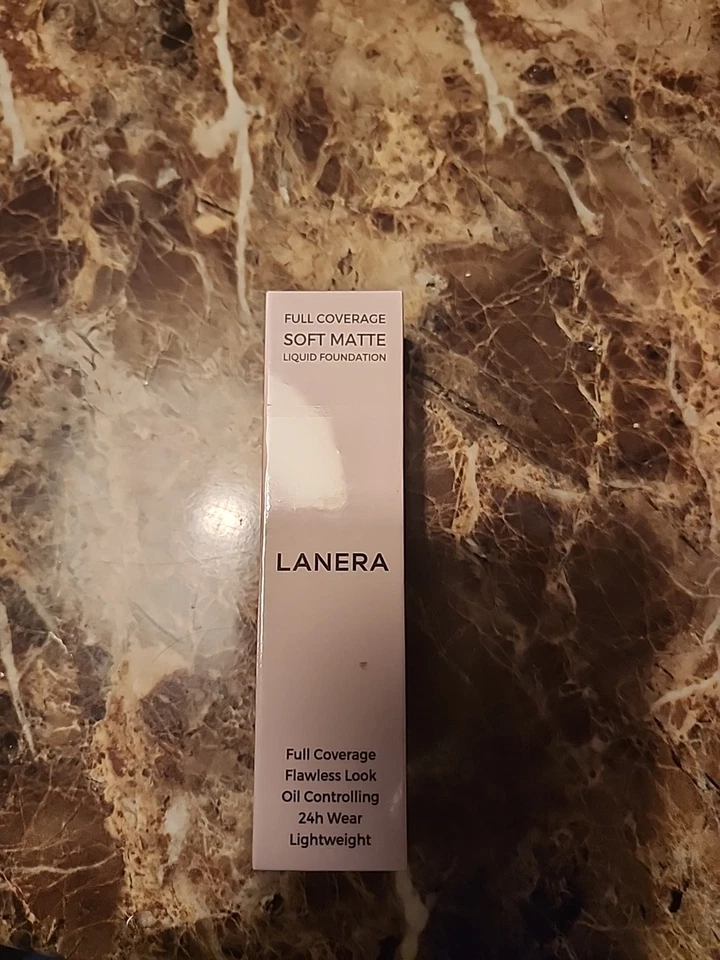 FULL COVERAGE
SOFT MATTE
LIQUID FOUNDATION
LANERA
Full Coverage
Flawless Look
Oil Controlling
24h Wear
Lightweight